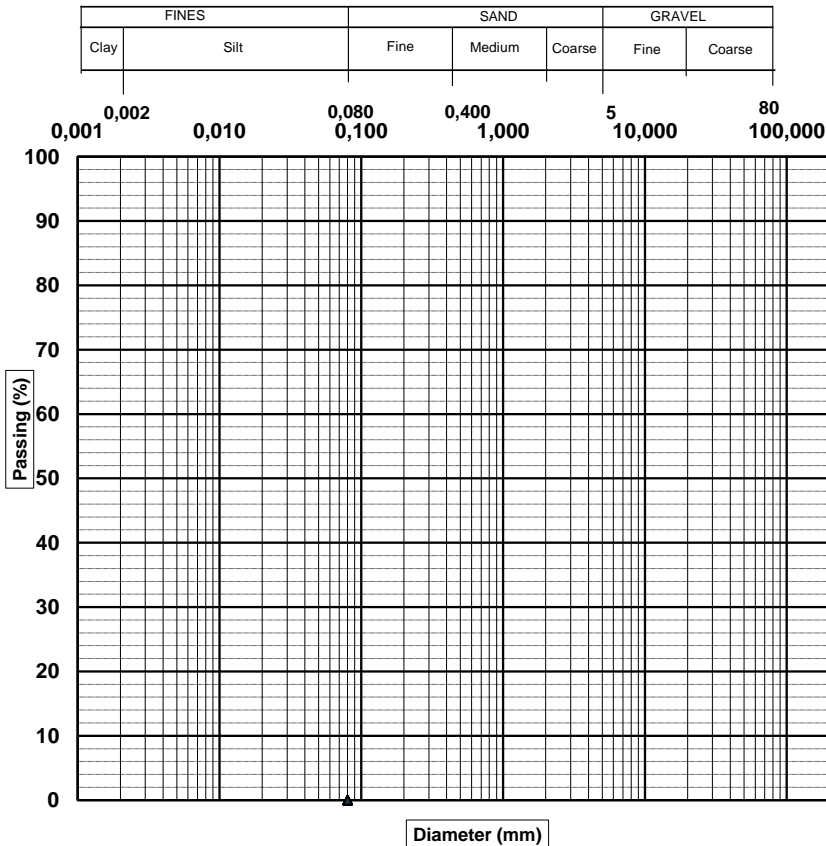 FINES SAND GRAVEL
Clay Silt Fine Medium Coarse Fine Coarse
0,002 0,080 0,400 5 80
0,001 0,010 0,100 1,000 10,000 100,000
100
90
80
70
60
Passing (%)
50
40
30
20
10
0
Diameter (mm)